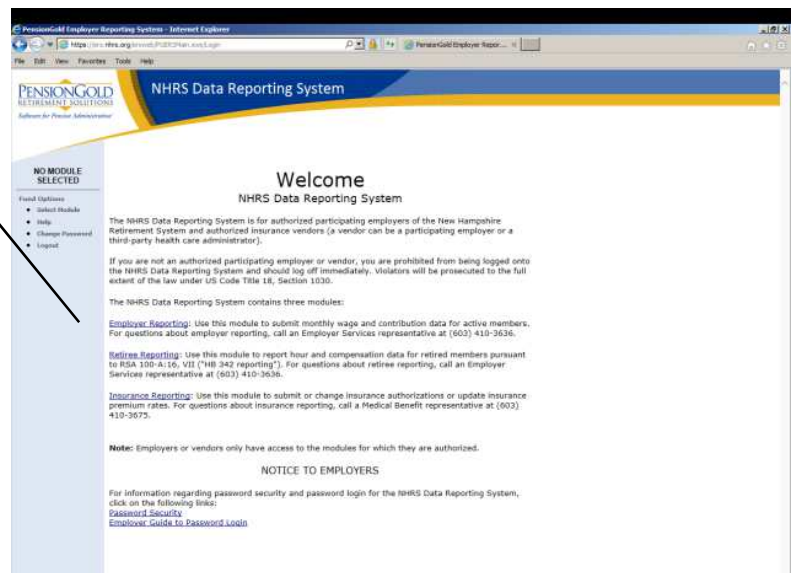 PensionGold Employer Reporting System - Internet Explorer
PensionGold Employer Repor...
File Edit View Favorites Tools Help
PENSIONGOLD
RETIREMENT SOLUTIONS
Software for Pension Administration
NHRS Data Reporting System
NO MODULE
SELECTED
Fund Options
Select Module
Help
Change Password
Logout
Welcome
NHRS Data Reporting System
The NHRS Data Reporting System is for authorized participating employers of the New Hampshire
Retirement System and authorized insurance vendors (a vendor can be a participating employer or a
third-party health care administrator).
If you are not an authorized participating employer or vendor, you are prohibited from being logged onto
the NHRS Data Reporting System and should log off immediately. Violators will be prosecuted to the full
extent of the law under US Code Title 18, Section 1030.
The NHRS Data Reporting System contains three modules:
Employer Reporting: Use this module to submit monthly wage and contribution data for active members.
For questions about employer reporting, call an Employer Services representative at (603) 410-3636.
Retiree Reporting: Use this module to report hour and compensation data for retired members pursuant
to RSA 100-A:16, VII ("HB 342 reporting"). For questions about retiree reporting, call an Employer
Services representative at (603) 410-3636.
Insurance Reporting: Use this module to submit or change insurance authorizations or update insurance
premium rates. For questions about insurance reporting, call a Medical Benefit representative at (603)
410-3675.
Note: Employers or vendors only have access to the modules for which they are authorized.
NOTICE TO EMPLOYERS
For information regarding password security and password login for the NHRS Data Reporting System,
click on the following links:
Password Security
Employer Guide to Password Login